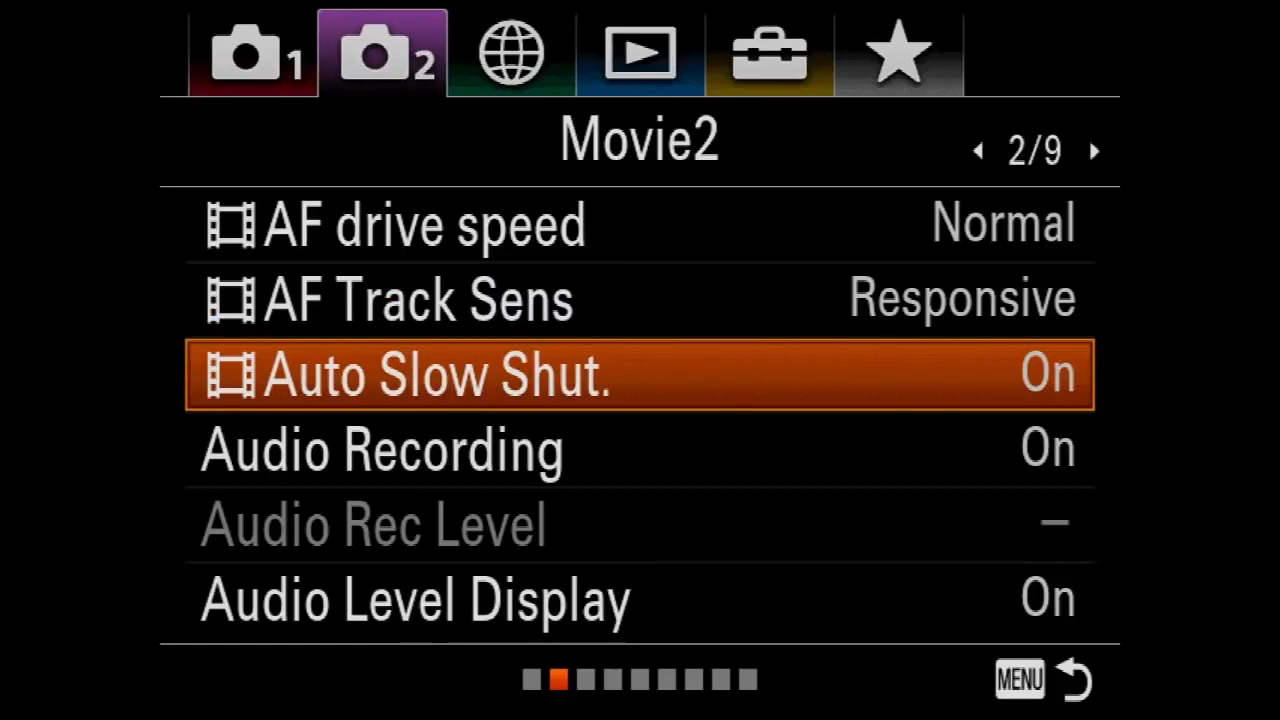 1 2
Movie2 2/9
AF drive speed Normal
AF Track Sens Responsive
Auto Slow Shut. On
Audio Recording On
Audio Rec Level –
Audio Level Display On
MENU